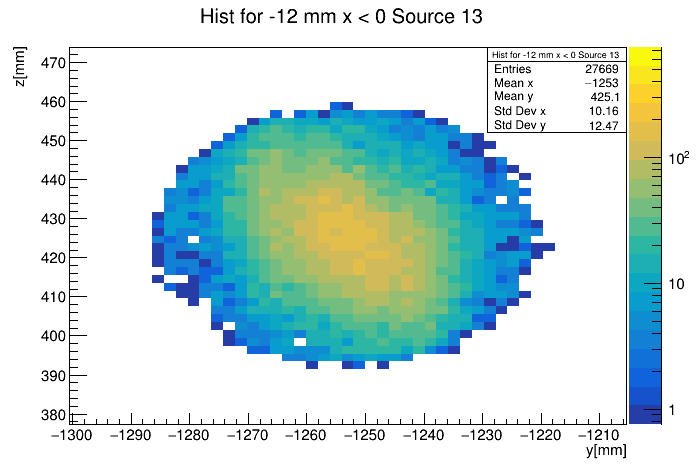 Hist for -12 mm x < 0 Source 13
z[mm]
Hist for -12 mm x < 0 Source 13
Entries 27669
Mean x −1253
Mean y 425.1
Std Dev x 10.16
Std Dev y 12.47
470
460
450
440
430
420
410
400
390
380
10²
10
1
−1300 −1290 −1280 −1270 −1260 −1250 −1240 −1230 −1220 −1210
y[mm]